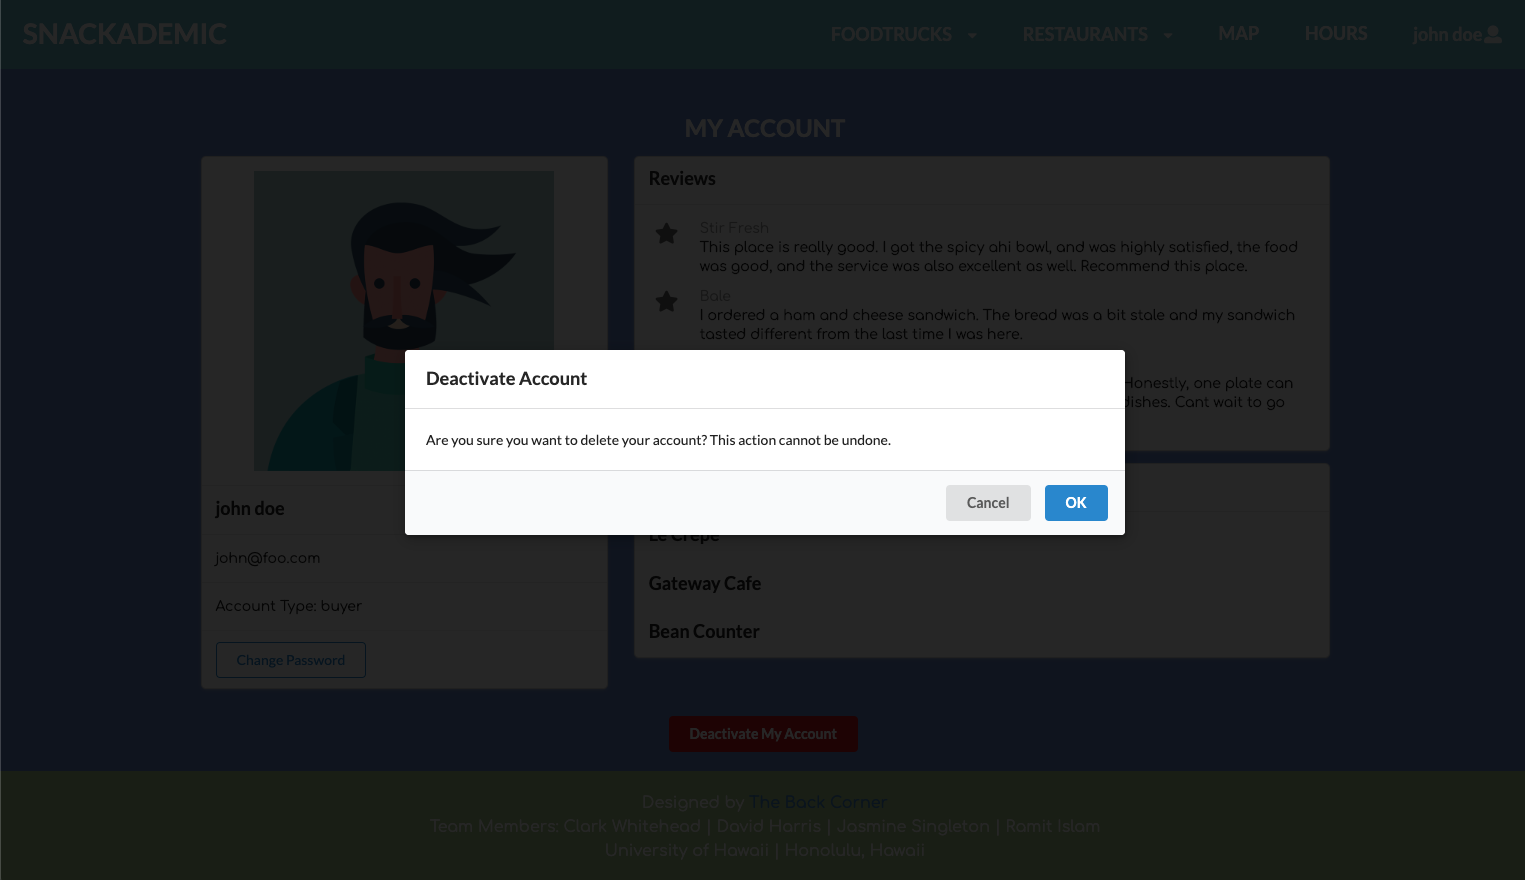 SNACKADEMIC
FOODTRUCKS
RESTAURANTS
MAP
HOURS
john doe
MY ACCOUNT
Reviews
Stir Fresh
This place is really good. I got the spicy ahi bowl, and was highly satisfied, the food
was good, and the service was also excellent as well. Recommend this place.
Bale
I ordered a ham and cheese sandwich. The bread was a bit stale and my sandwich
tasted different from the last time I was here.
Honestly, one plate can
dishes. Cant wait to go
Deactivate Account
Are you sure you want to delete your account? This action cannot be undone.
Cancel
OK
Le Crepe
Gateway Cafe
Bean Counter
john doe
john@foo.com
Account Type: buyer
Change Password
Deactivate My Account
Designed by The Back Corner
Team Members: Clark Whitehead | David Harris | Jasmine Singleton | Ramit Islam
University of Hawaii | Honolulu, Hawaii